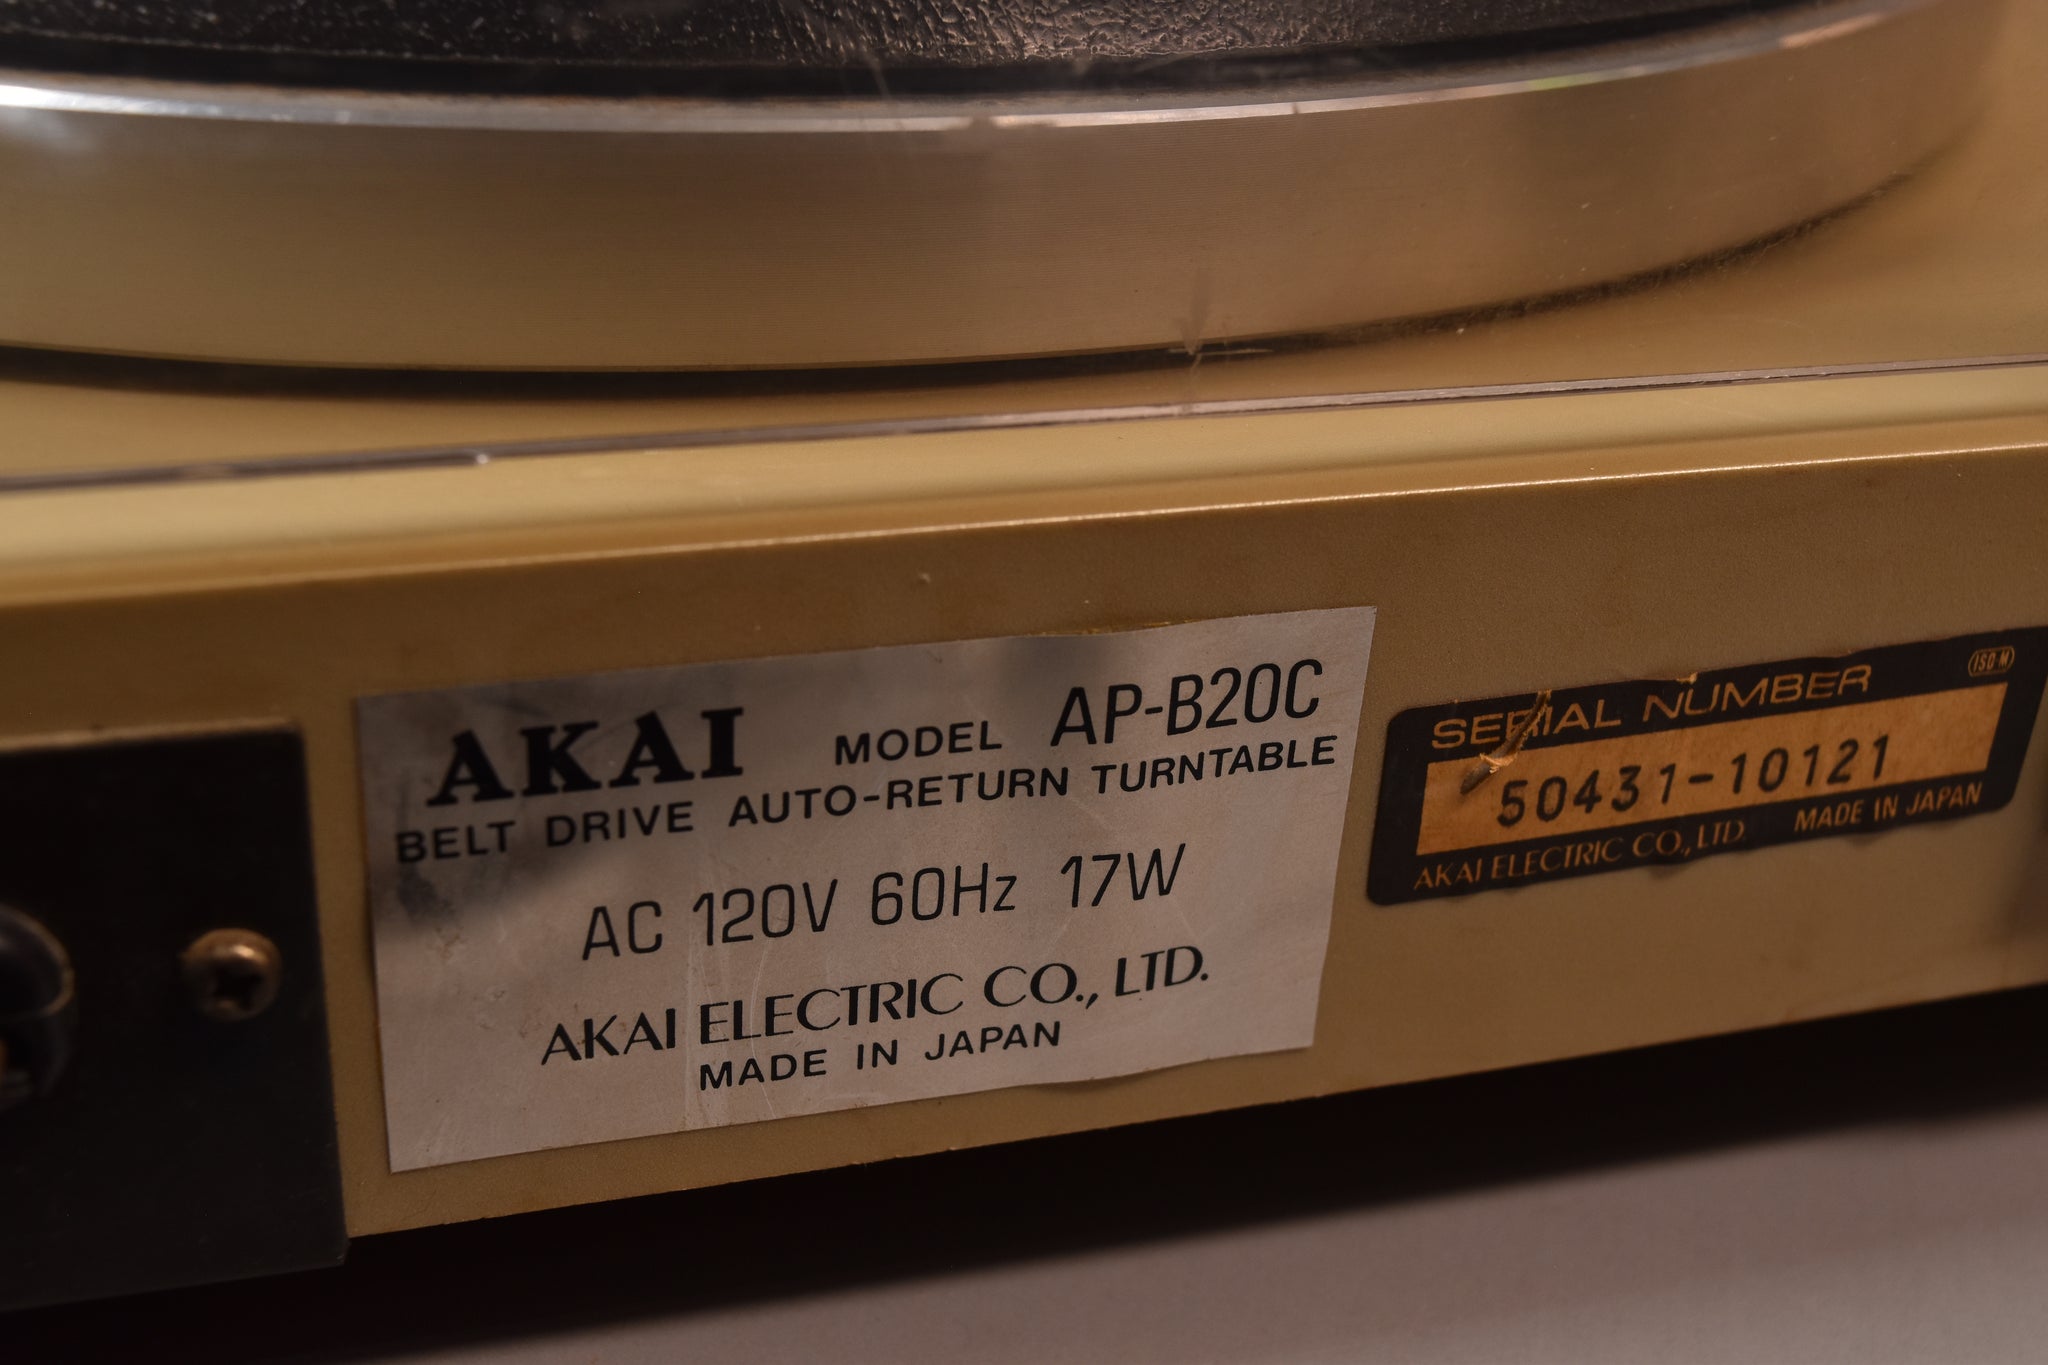 AKAI MODEL AP-B20C
BELT DRIVE AUTO-RETURN TURNTABLE
AC 120V 60Hz 17W
AKAI ELECTRIC CO., LTD.
MADE IN JAPAN
SERIAL NUMBER ISO-M
50431-10121
AKAI ELECTRIC CO., LTD. MADE IN JAPAN